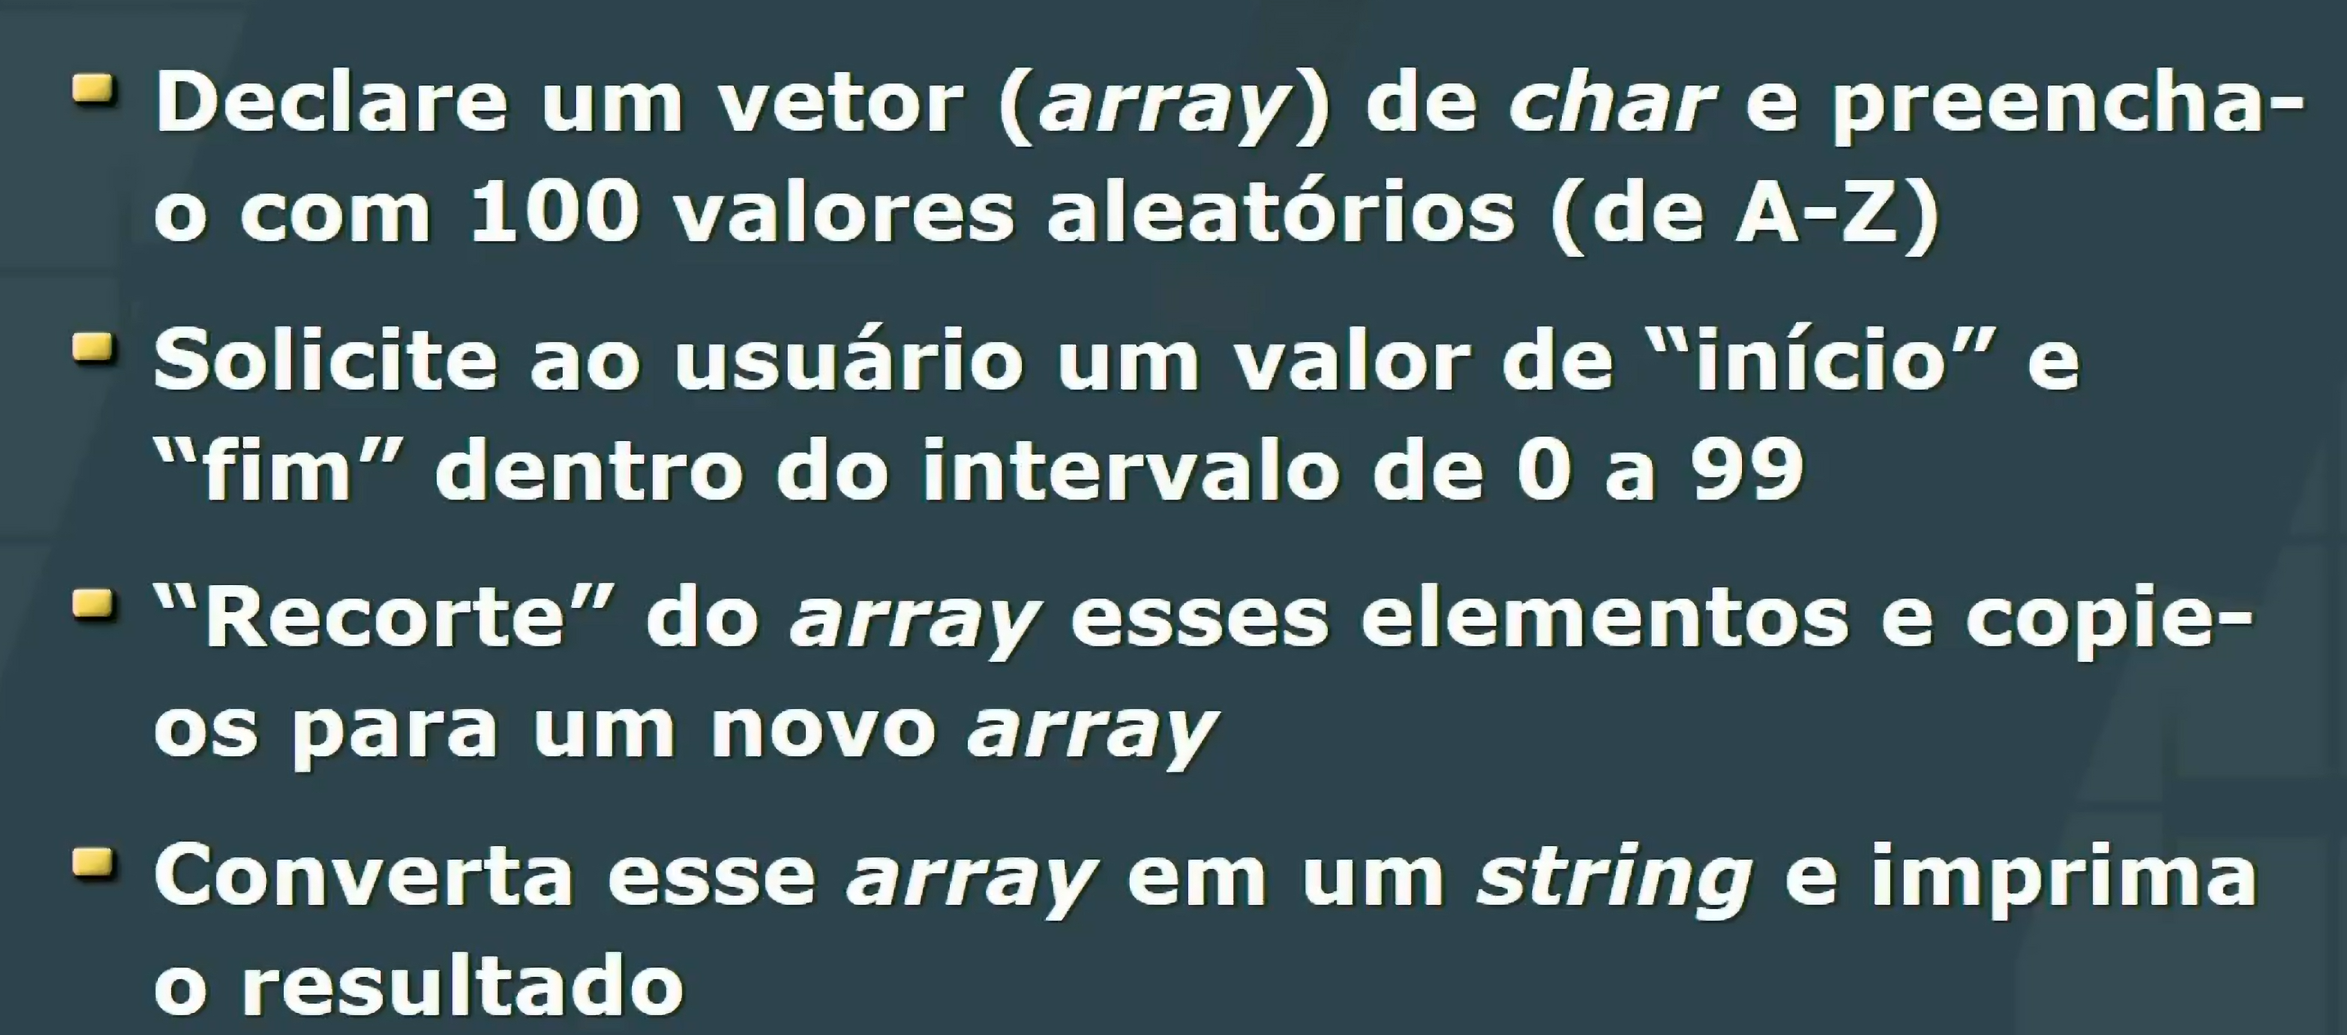 Declare um vetor (array) de char e preencha-
o com 100 valores aleatórios (de A-Z)
Solicite ao usuário um valor de “início” e
“fim” dentro do intervalo de 0 a 99
“Recorte” do array esses elementos e copie-
os para um novo array
Converta esse array em um string e imprima
o resultado